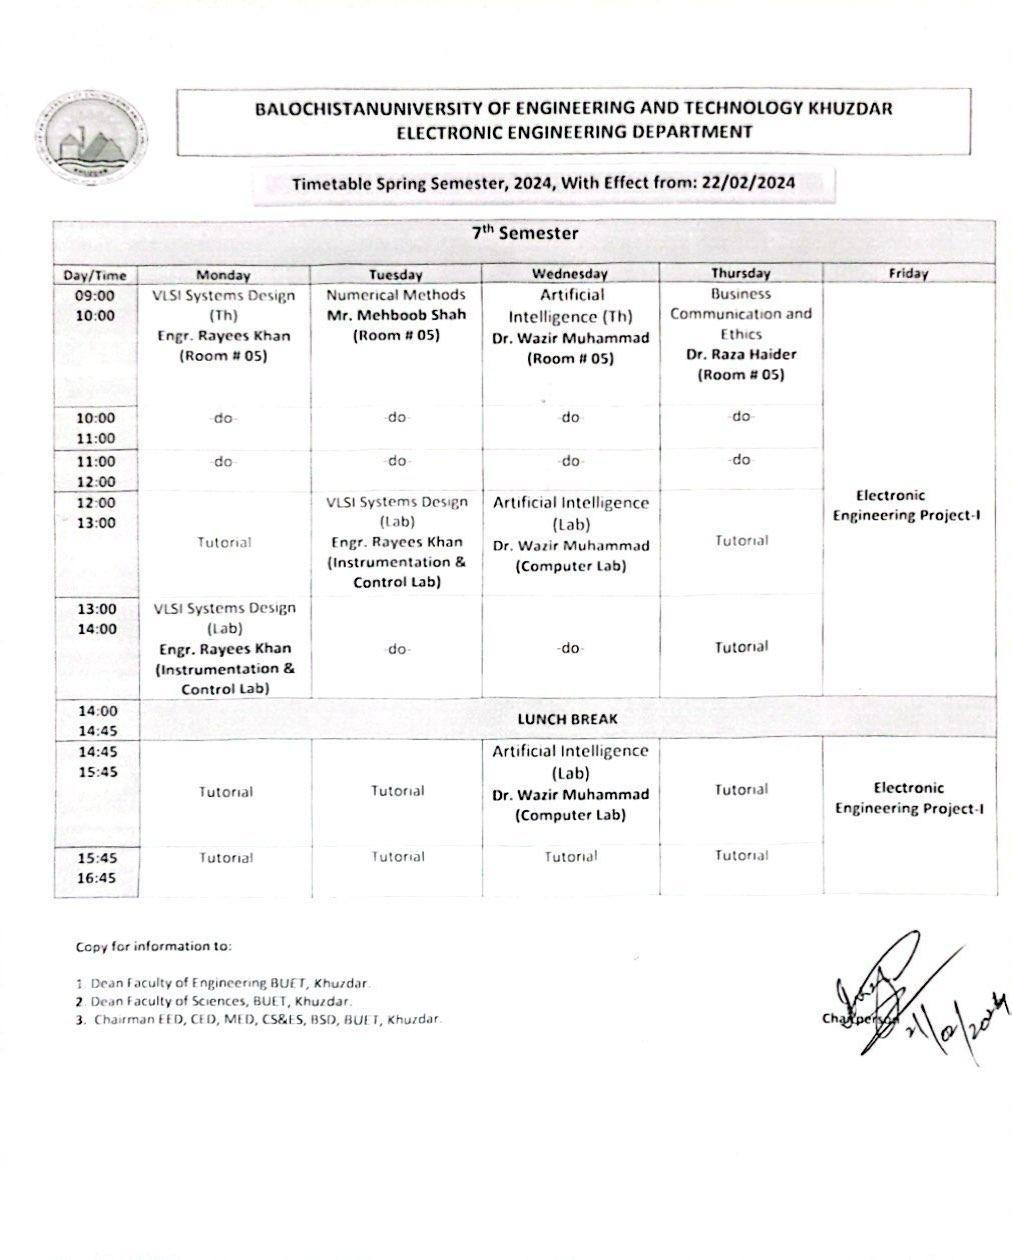 BALOCHISTANUNIVERSITY OF ENGINEERING AND TECHNOLOGY KHUZDAR
ELECTRONIC ENGINEERING DEPARTMENT
KHUZDAR
Timetable Spring Semester, 2024, With Effect from: 22/02/2024
7th Semester
Day/Time Monday Tuesday Wednesday Thursday Friday
09:00
10:00
VLSI Systems Design
(Th)
Engr. Rayees Khan
(Room # 05)
Numerical Methods
Mr. Mehboob Shah
(Room # 05)
Artificial
Intelligence (Th)
Dr. Wazir Muhammad
(Room # 05)
Business
Communication and
Ethics
Dr. Raza Haider
(Room # 05)
Electronic
Engineering Project-I
10:00
11:00
-do- -do- -do- -do-
11:00
12:00
-do- -do- -do- -do-
12:00
13:00
Tutorial
VLSI Systems Design
(Lab)
Engr. Rayees Khan
(Instrumentation &
Control Lab)
Artificial Intelligence
(Lab)
Dr. Wazir Muhammad
(Computer Lab)
Tutorial
13:00
14:00
VLSI Systems Design
(Lab)
Engr. Rayees Khan
(Instrumentation &
Control Lab)
-do-
-do-
Tutorial
14:00
14:45
LUNCH BREAK
14:45
15:45
Tutorial
Tutorial
Artificial Intelligence
(Lab)
Dr. Wazir Muhammad
(Computer Lab)
Tutorial
Electronic
Engineering Project-I
15:45
16:45
Tutorial Tutorial Tutorial Tutorial
Copy for information to:
1. Dean Faculty of Engineering BUET, Khuzdar.
2. Dean Faculty of Sciences, BUET, Khuzdar.
3. Chairman EED, CED, MED, CS&ES, BSD, BUET, Khuzdar.
Chairperson
21/02/2024